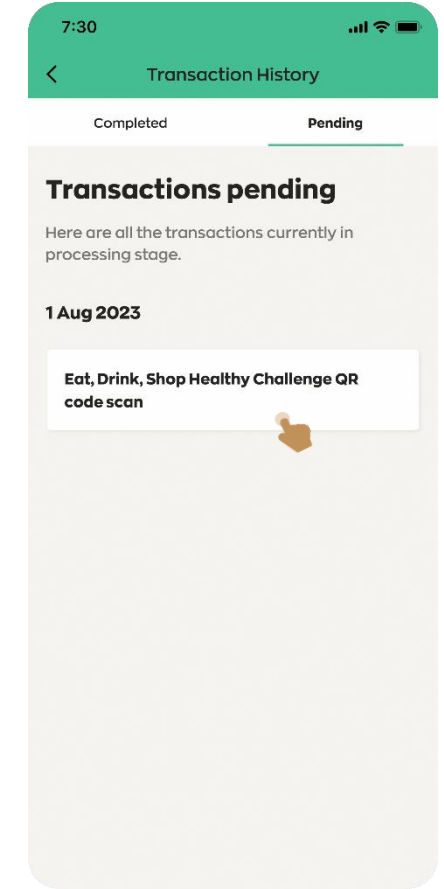 7:30
Transaction History
Completed
Pending
Transactions pending
Here are all the transactions currently in
processing stage.
1 Aug 2023
Eat, Drink, Shop Healthy Challenge QR
code scan